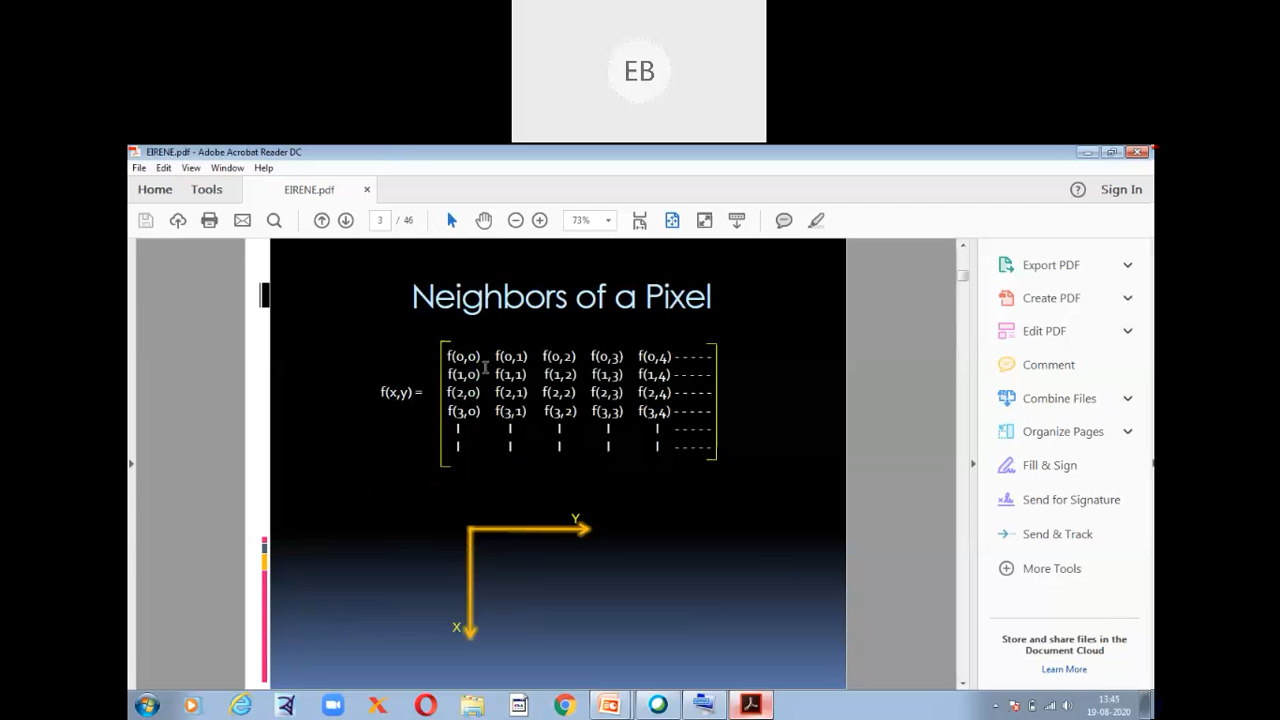 EB
EIRENE.pdf - Adobe Acrobat Reader DC
File Edit View Window Help
Home Tools EIRENE.pdf × ? Sign In
3 / 46 73%
Neighbors of a Pixel
f(0,0) f(0,1) f(0,2) f(0,3) f(0,4) - - - - -
f(1,0) f(1,1) f(1,2) f(1,3) f(1,4) - - - - -
f(x,y) = f(2,0) f(2,1) f(2,2) f(2,3) f(2,4) - - - - -
f(3,0) f(3,1) f(3,2) f(3,3) f(3,4) - - - - -
| | | | | - - - - -
| | | | | - - - - -
Y
X
Export PDF
Create PDF
Edit PDF
Comment
Combine Files
Organize Pages
Fill & Sign
Send for Signature
Send & Track
More Tools
Store and share files in the
Document Cloud
Learn More
13:45
19-08-2020